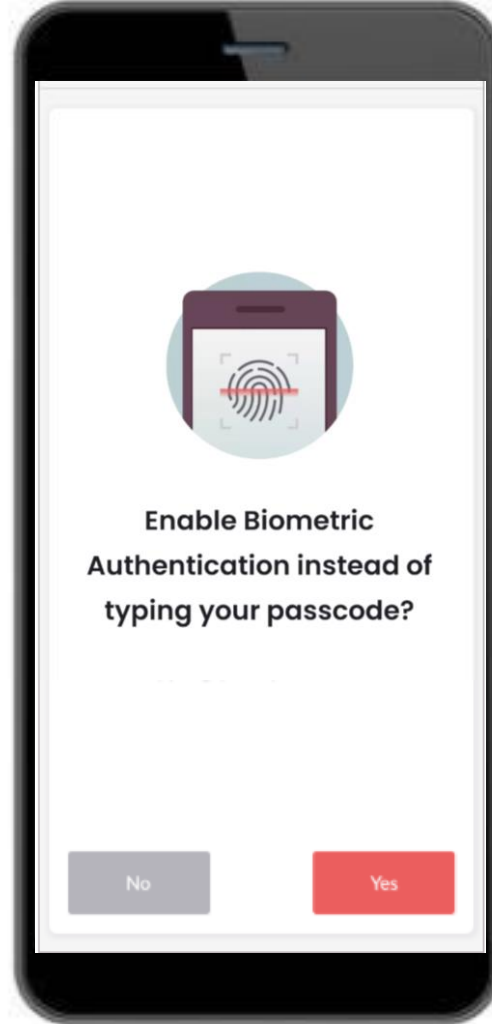 Enable Biometric
Authentication instead of
typing your passcode?
No
Yes